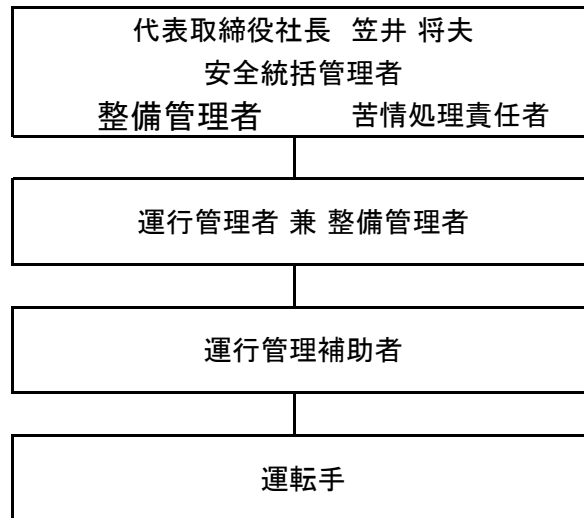 代表取締役社長 笠井 将夫
安全統括管理者
整備管理者 苦情処理責任者
運行管理者 兼 整備管理者
運行管理補助者
運転手